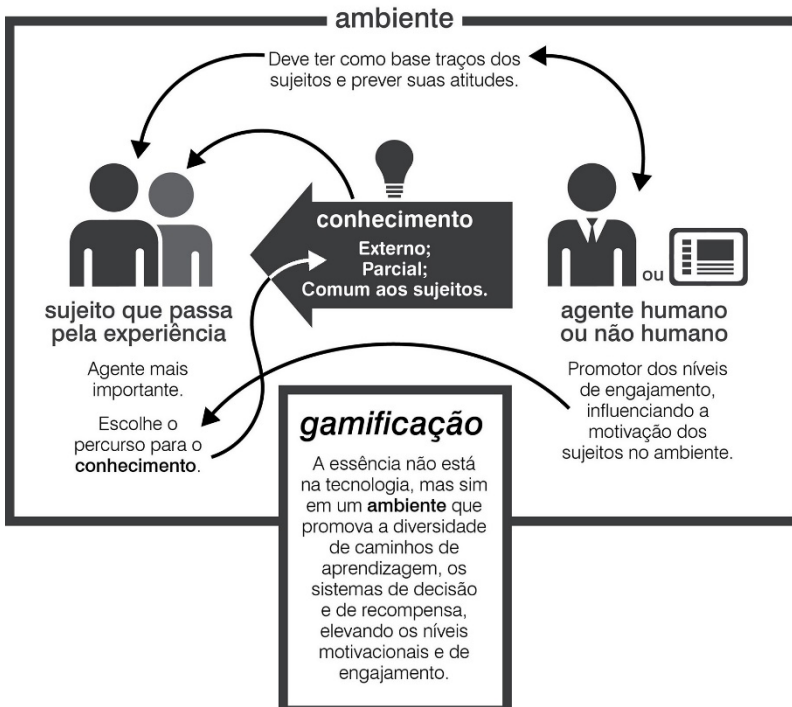 ambiente
Deve ter como base traços dos
sujeitos e prever suas atitudes.
conhecimento
Externo;
Parcial;
Comum aos sujeitos.
ou
sujeito que passa
pela experiência
Agente mais
importante.
Escolhe o
percurso para o
conhecimento.
agente humano
ou não humano
Promotor dos níveis
de engajamento,
influenciando a
motivação dos
sujeitos no ambiente.
gamificação
A essência não está
na tecnologia, mas sim
em um ambiente que
promova a diversidade
de caminhos de
aprendizagem, os
sistemas de decisão
e de recompensa,
elevando os níveis
motivacionais e de
engajamento.